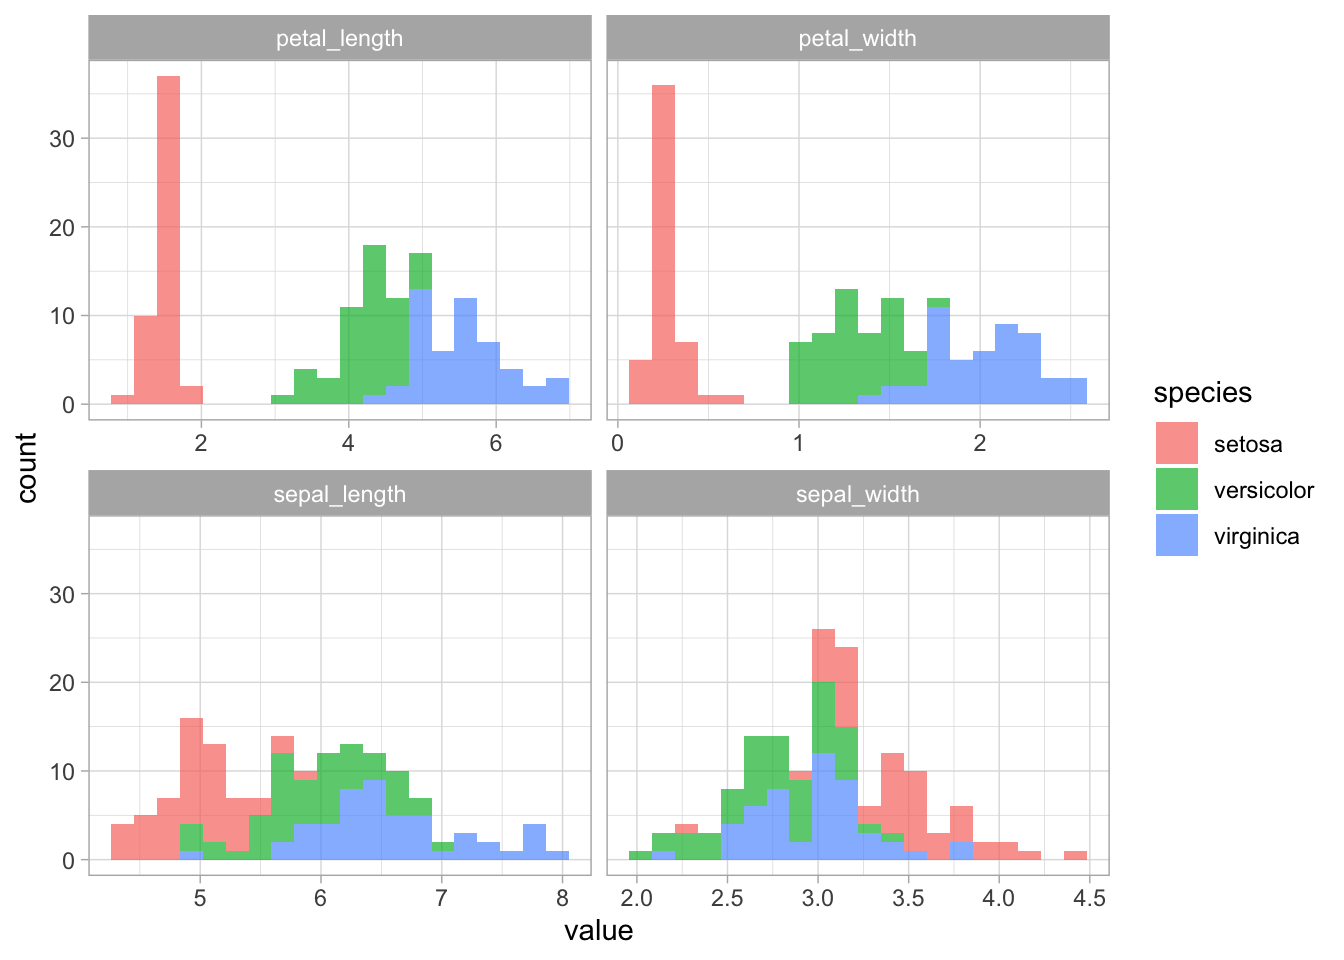 petal_length petal_width
30
20
10
0
2 4 6 0 1 2
count
species
setosa
versicolor
virginica
sepal_length sepal_width
30
20
10
0
5 6 7 8 2.0 2.5 3.0 3.5 4.0 4.5
value